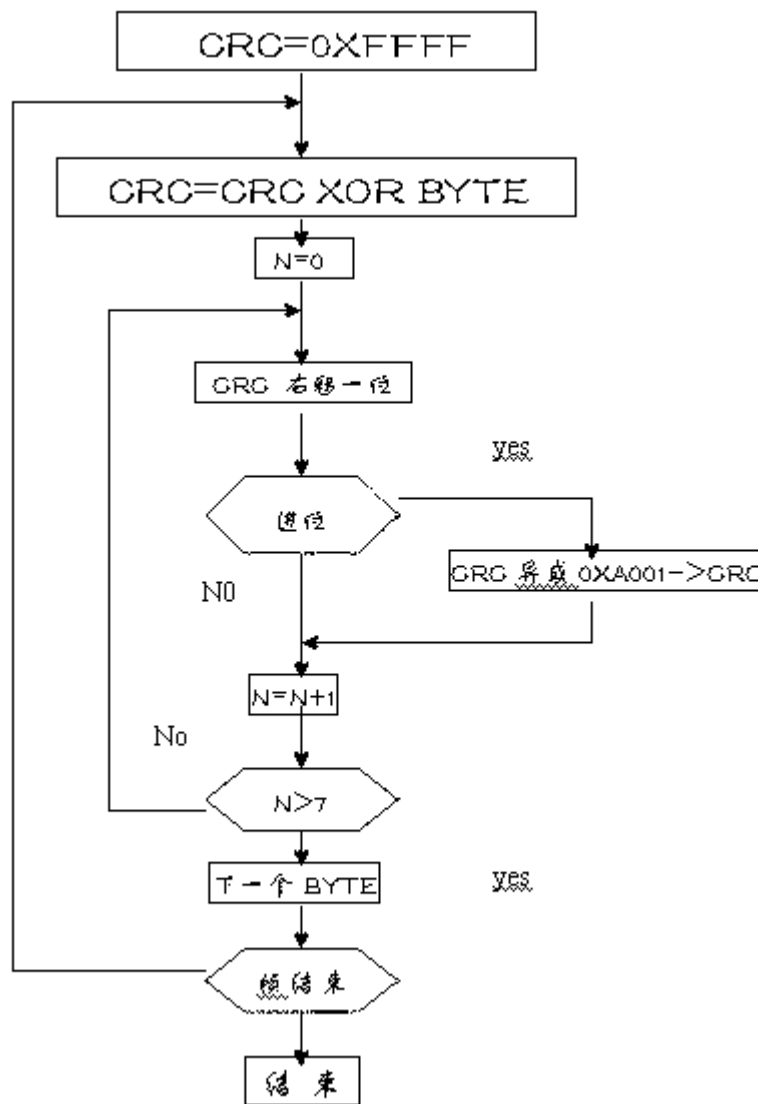 CRC=0XFFFF
CRC=CRC XOR BYTE
N=0
CRC 右移一位
yes
进位
CRC 异或 0XA001->CRC
N0
N=N+1
No
N>7
下一个 BYTE
yes
帧结束
结束